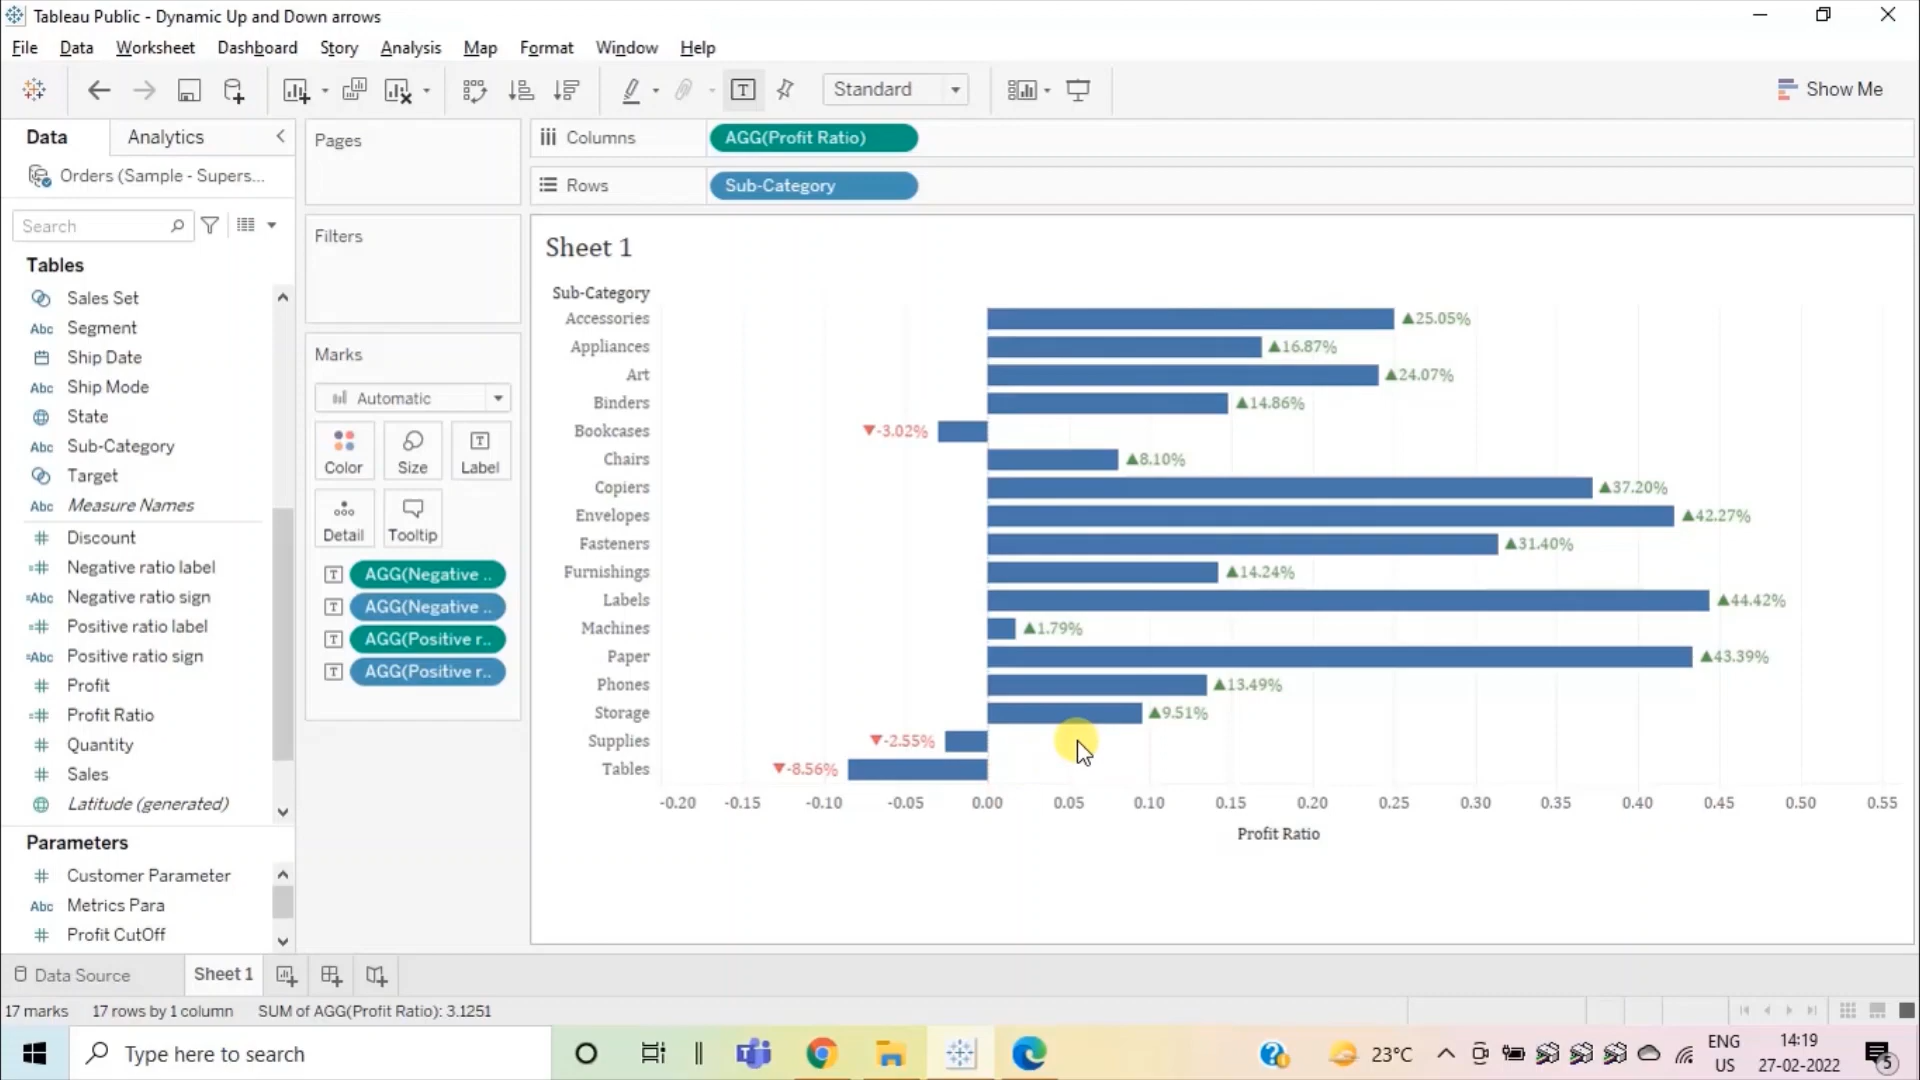 Tableau Public - Dynamic Up and Down arrows
File Data Worksheet Dashboard Story Analysis Map Format Window Help
Standard
Show Me
Data Analytics
Orders (Sample - Supers...
Search
Tables
Sales Set
Abc Segment
Ship Date
Abc Ship Mode
State
Abc Sub-Category
Target
Abc Measure Names
# Discount
=# Negative ratio label
=Abc Negative ratio sign
=# Positive ratio label
=Abc Positive ratio sign
# Profit
=# Profit Ratio
# Quantity
# Sales
Latitude (generated)
Parameters
# Customer Parameter
Abc Metrics Para
# Profit CutOff
Pages
Filters
Marks
Automatic
Color Size Label
Detail Tooltip
T AGG(Negative ..
T AGG(Negative ..
T AGG(Positive r..
T AGG(Positive r..
Columns AGG(Profit Ratio)
Rows Sub-Category
Sheet 1
Sub-Category
Accessories ▲25.05%
Appliances ▲16.87%
Art ▲24.07%
Binders ▲14.86%
Bookcases ▼-3.02%
Chairs ▲8.10%
Copiers ▲37.20%
Envelopes ▲42.27%
Fasteners ▲31.40%
Furnishings ▲14.24%
Labels ▲44.42%
Machines ▲1.79%
Paper ▲43.39%
Phones ▲13.49%
Storage ▲9.51%
Supplies ▼-2.55%
Tables ▼-8.56%
-0.20 -0.15 -0.10 -0.05 0.00 0.05 0.10 0.15 0.20 0.25 0.30 0.35 0.40 0.45 0.50 0.55
Profit Ratio
Data Source Sheet 1
17 marks 17 rows by 1 column SUM of AGG(Profit Ratio): 3.1251
Type here to search
23°C
ENG
US
14:19
27-02-2022
5